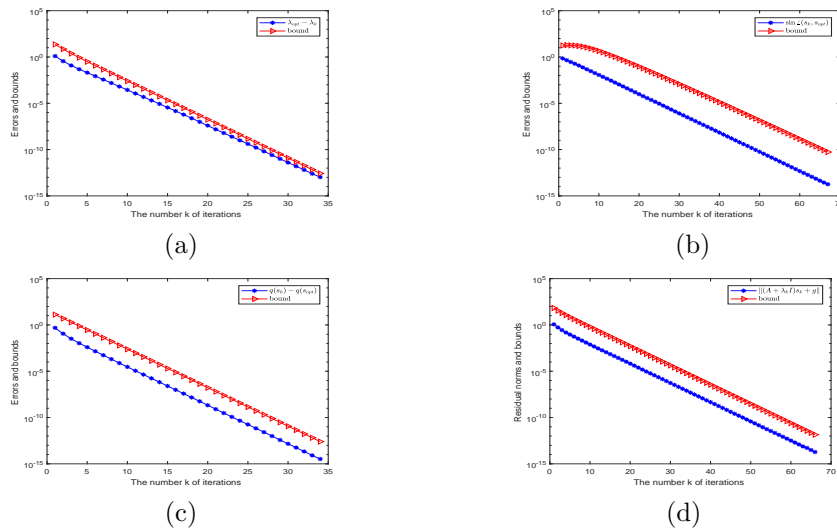 10^5
10^0
10^-5
10^-10
10^-15
Errors and bounds
λ_opt − λ_k
bound
0 5 10 15 20 25 30 35
The number k of iterations
(a)
10^5
10^0
10^-5
10^-10
10^-15
Errors and bounds
sin∠(s_k, s_opt)
bound
0 10 20 30 40 50 60 70
The number k of iterations
(b)
10^5
10^0
10^-5
10^-10
10^-15
Errors and bounds
q(s_k) − q(s_opt)
bound
0 5 10 15 20 25 30 35
The number k of iterations
(c)
10^5
10^0
10^-5
10^-10
10^-15
Residual norms and bounds
‖(A + λ_k I)s_k + g‖
bound
0 10 20 30 40 50 60 70
The number k of iterations
(d)